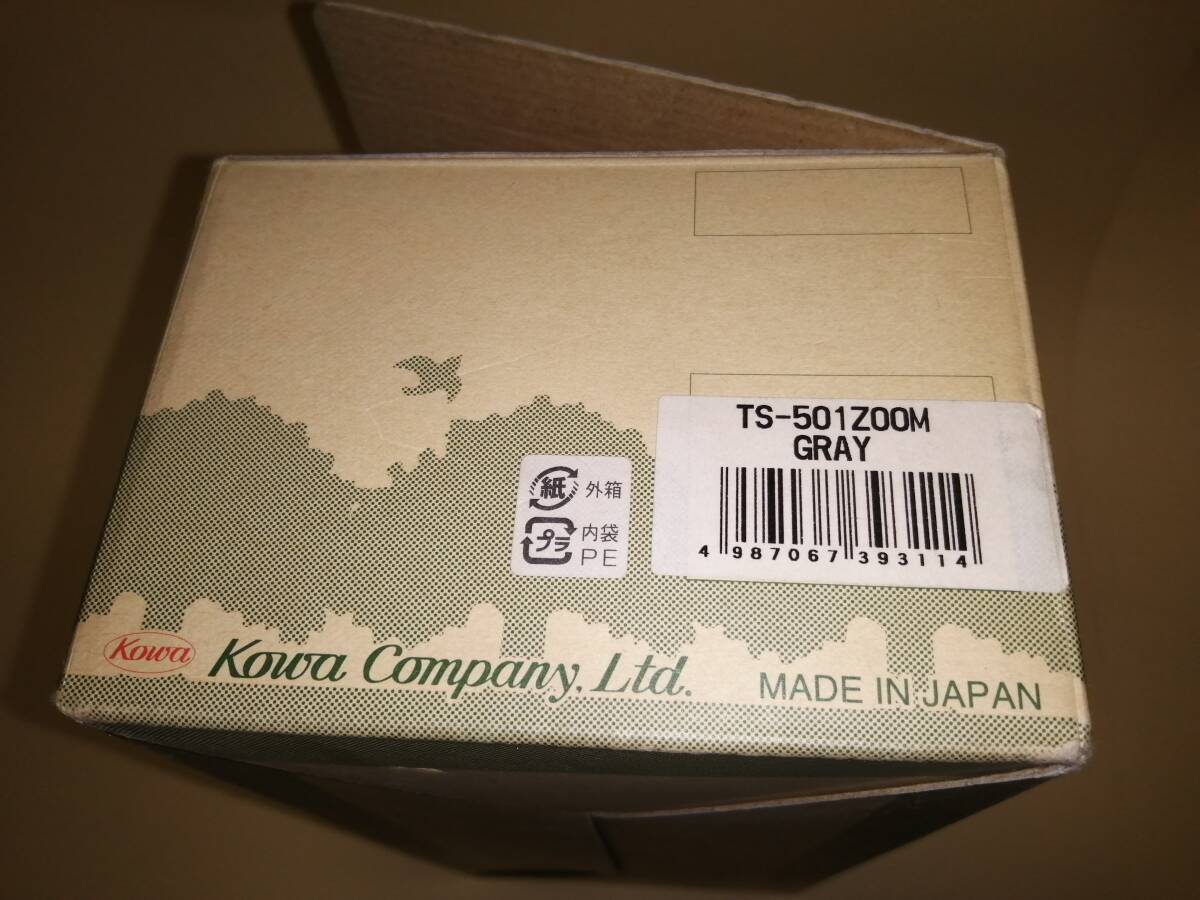 TS-501ZOOM
GRAY
紙 外箱
プラ 内袋
PE
4 987067 393114
Kowa Kowa Company, Ltd. MADE IN JAPAN